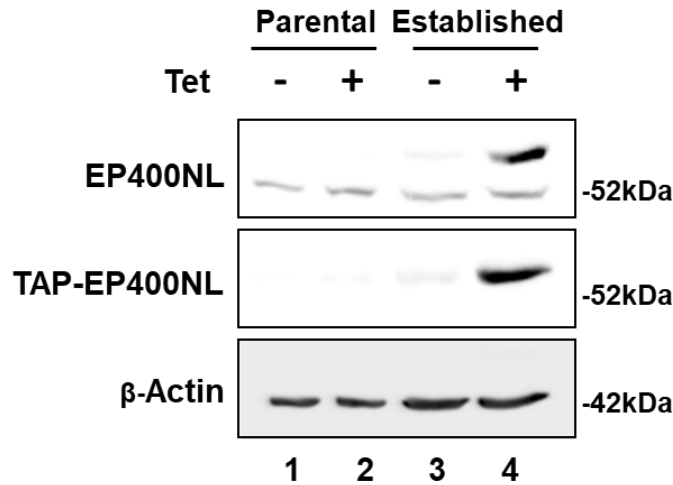 Parental Established
Tet - + - +
EP400NL -52kDa
TAP-EP400NL -52kDa
β-Actin -42kDa
1 2 3 4